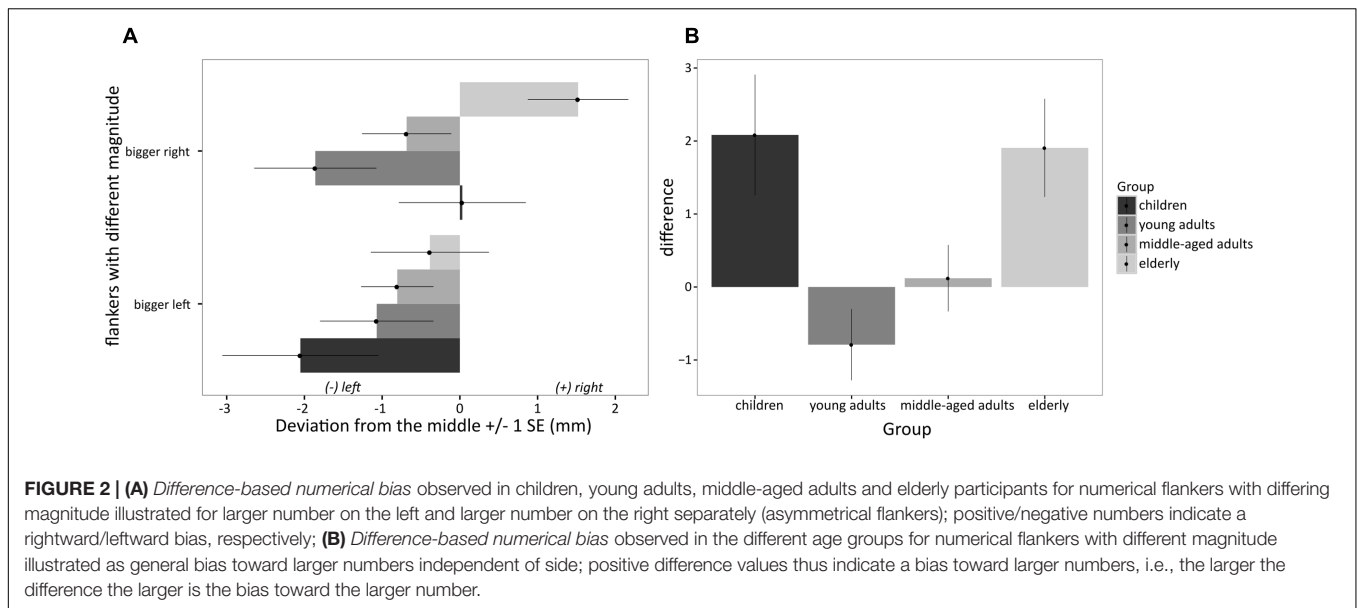 A
flankers with different magnitude
bigger right
bigger left
(-) left
(+) right
-3
-2
-1
0
1
2
Deviation from the middle +/- 1 SE (mm)
B
difference
3
2
1
0
−1
children
young adults
middle-aged adults
elderly
Group
Group
children
young adults
middle-aged adults
elderly
FIGURE 2 | (A) Difference-based numerical bias observed in children, young adults, middle-aged adults and elderly participants for numerical flankers with differing
magnitude illustrated for larger number on the left and larger number on the right separately (asymmetrical flankers); positive/negative numbers indicate a
rightward/leftward bias, respectively; (B) Difference-based numerical bias observed in the different age groups for numerical flankers with different magnitude
illustrated as general bias toward larger numbers independent of side; positive difference values thus indicate a bias toward larger numbers, i.e., the larger the
difference the larger is the bias toward the larger number.